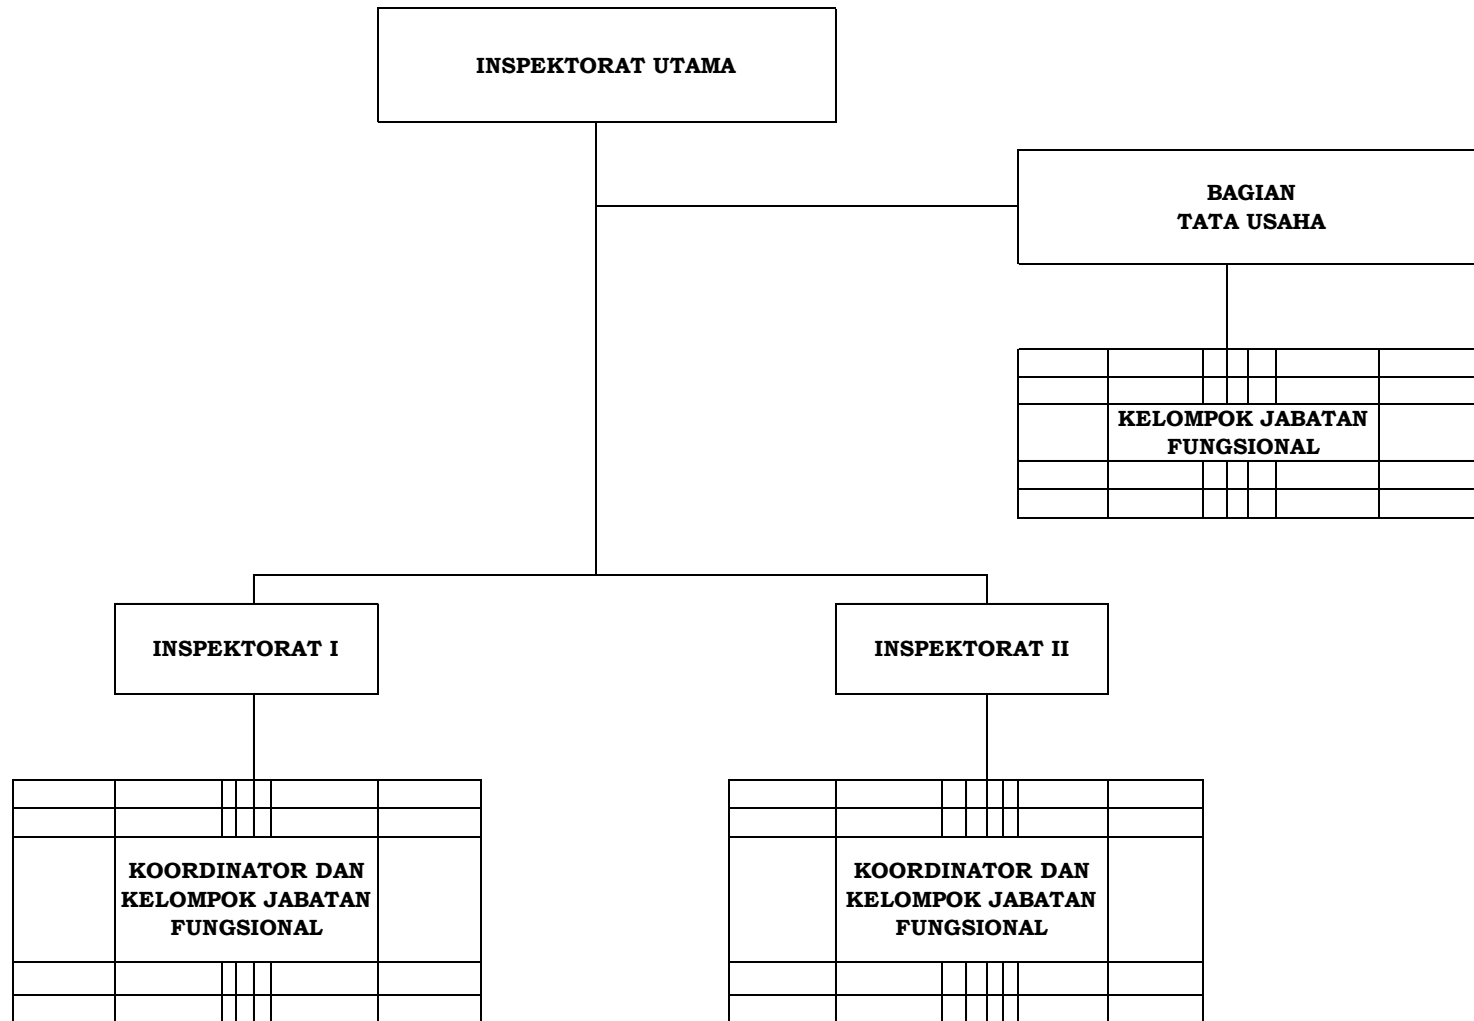 INSPEKTORAT UTAMA
BAGIAN
TATA USAHA
KELOMPOK JABATAN
FUNGSIONAL
INSPEKTORAT I
INSPEKTORAT II
KOORDINATOR DAN
KELOMPOK JABATAN
FUNGSIONAL
KOORDINATOR DAN
KELOMPOK JABATAN
FUNGSIONAL